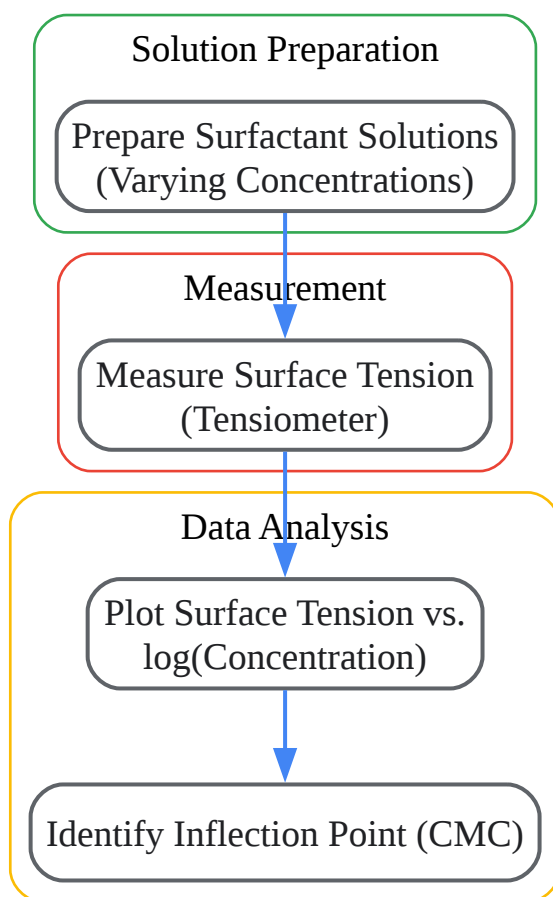 Solution Preparation
Prepare Surfactant Solutions
(Varying Concentrations)
Measurement
Measure Surface Tension
(Tensiometer)
Data Analysis
Plot Surface Tension vs.
log(Concentration)
Identify Inflection Point (CMC)